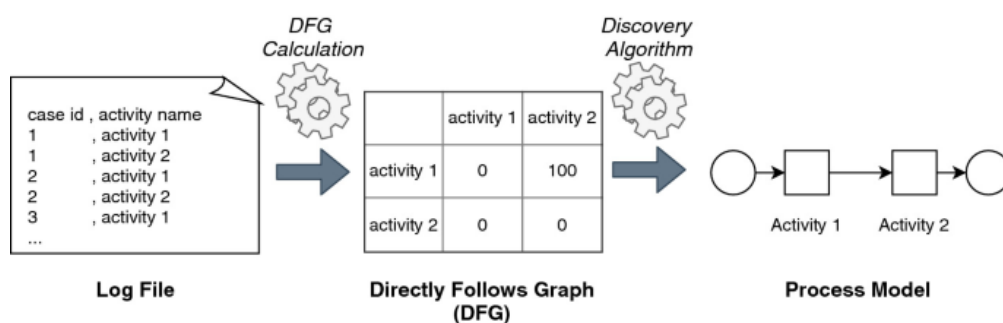 DFG
Calculation
Discovery
Algorithm
case id , activity name
1 , activity 1
1 , activity 2
2 , activity 1
2 , activity 2
3 , activity 1
...
activity 1 activity 2
activity 1 0 100
activity 2 0 0
Activity 1 Activity 2
Log File
Directly Follows Graph
(DFG)
Process Model